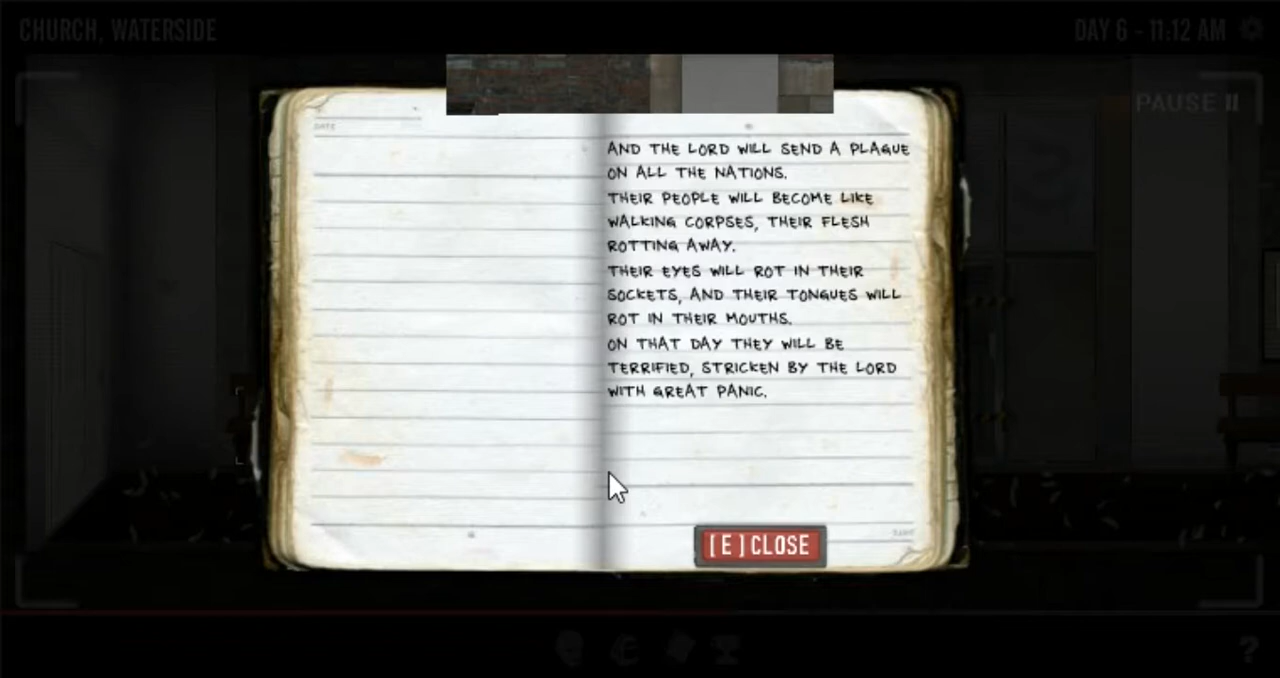 CHURCH, WATERSIDE
DAY 6 - 11:12 AM
PAUSE II
DATE
AND THE LORD WILL SEND A PLAGUE
ON ALL THE NATIONS.
THEIR PEOPLE WILL BECOME LIKE
WALKING CORPSES, THEIR FLESH
ROTTING AWAY.
THEIR EYES WILL ROT IN THEIR
SOCKETS, AND THEIR TONGUES WILL
ROT IN THEIR MOUTHS.
ON THAT DAY THEY WILL BE
TERRIFIED, STRICKEN BY THE LORD
WITH GREAT PANIC.
[E] CLOSE
?